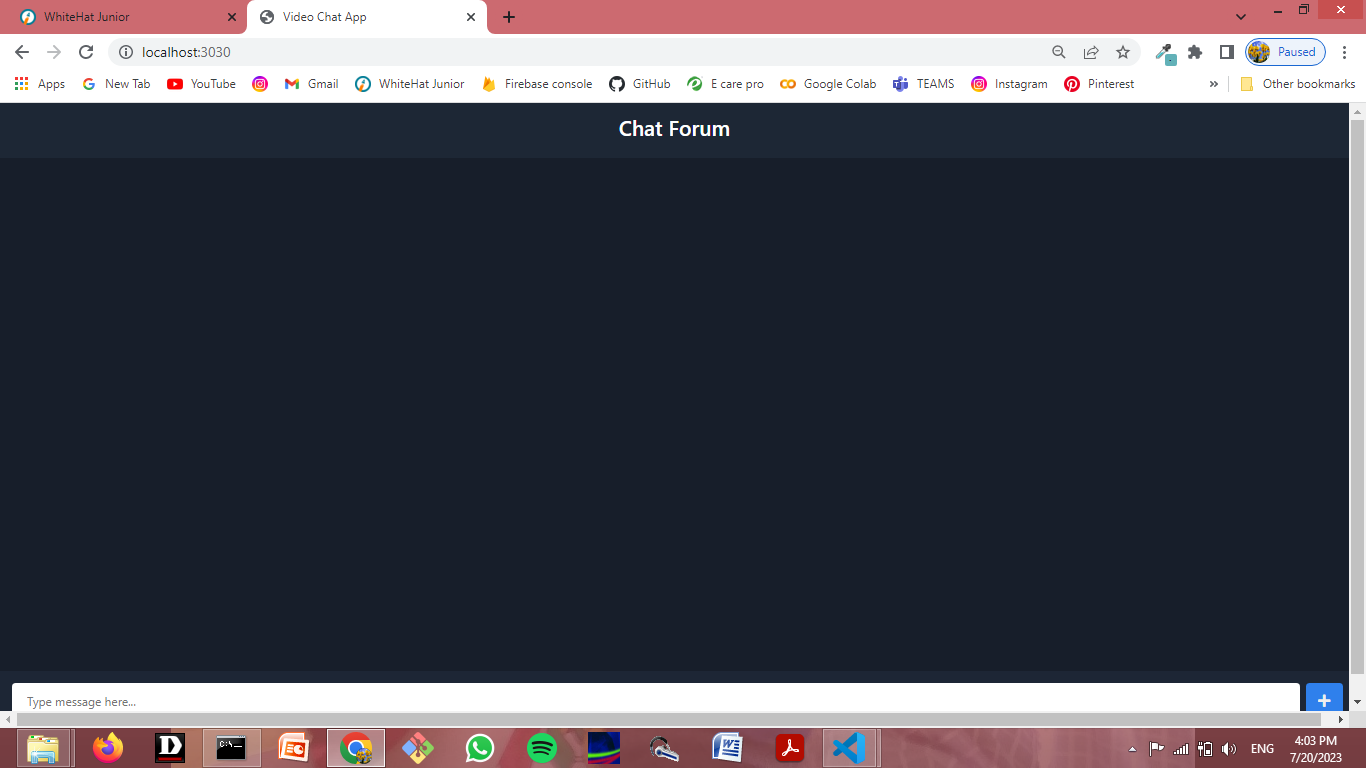 WhiteHat Junior
Video Chat App
localhost:3030
Paused
Apps
New Tab
YouTube
Gmail
WhiteHat Junior
Firebase console
GitHub
E care pro
Google Colab
TEAMS
Instagram
Pinterest
»
Other bookmarks
Chat Forum
Type message here...
+
C:\.
ENG
4:03 PM
7/20/2023